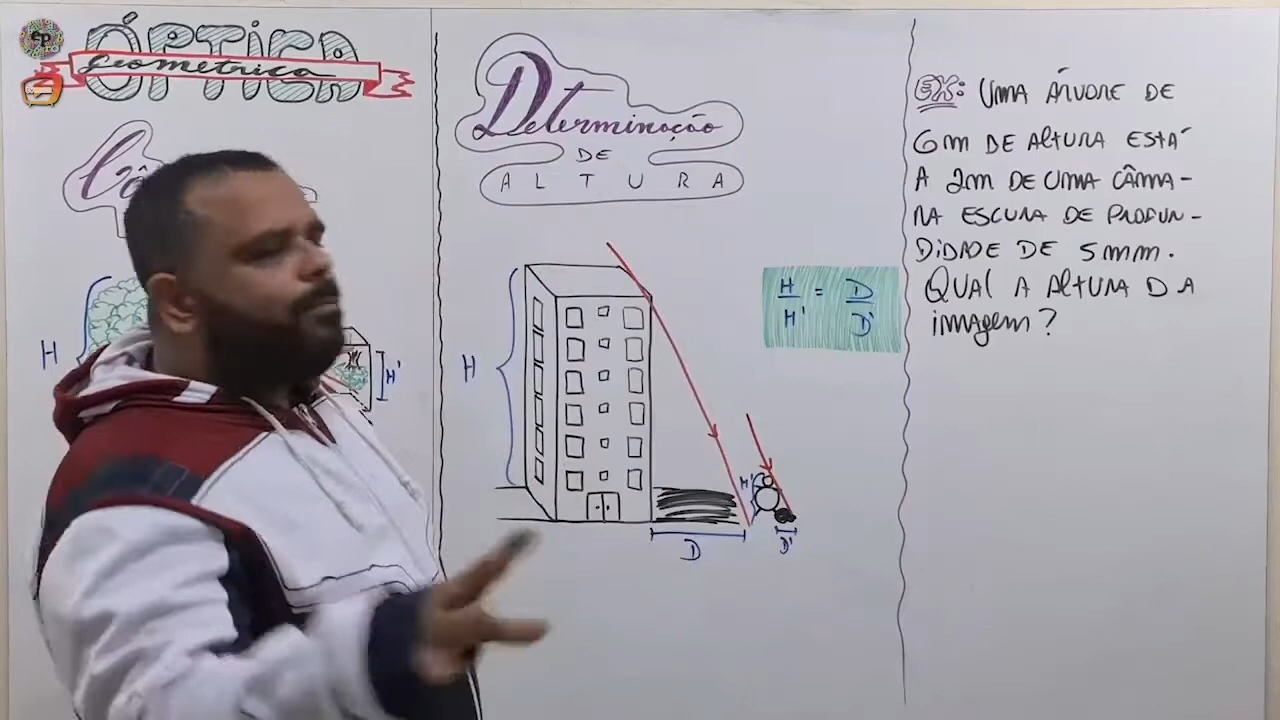 ep
ÓPTICA
Geometrica
H
H'
Determinação
DE
ALTURA
H
H'
D
D'
H/H' = D/D'
EX: UMA ÁRVORE DE
6m DE ALTURA ESTÁ
A 2m DE UMA CÂMA-
RA ESCURA DE PROFUN-
DIDADE DE 5mm.
QUAL A ALTURA DA
imagem?